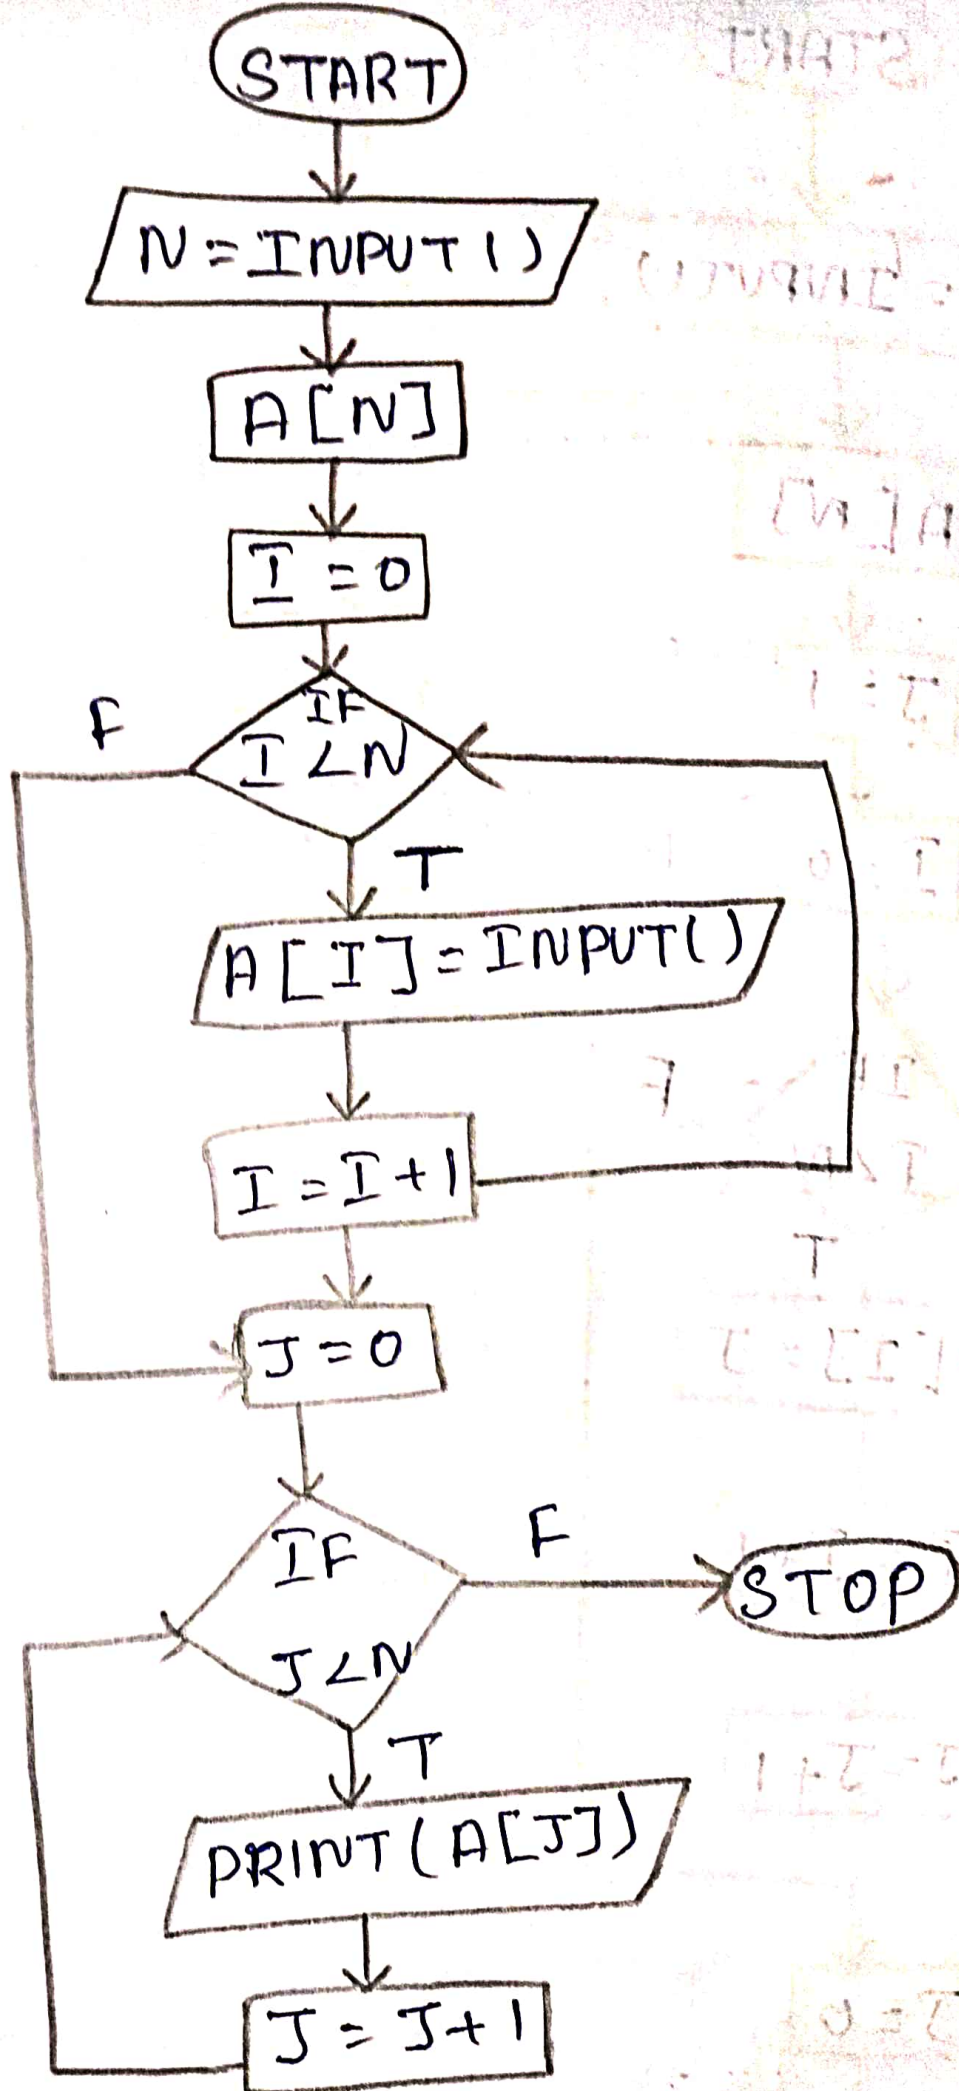 START
N = INPUT()
A[N]
I = 0
F
IF
I < N
T
A[I] = INPUT()
I = I + 1
J = 0
IF
J < N
F
STOP
T
PRINT(A[J])
J = J + 1